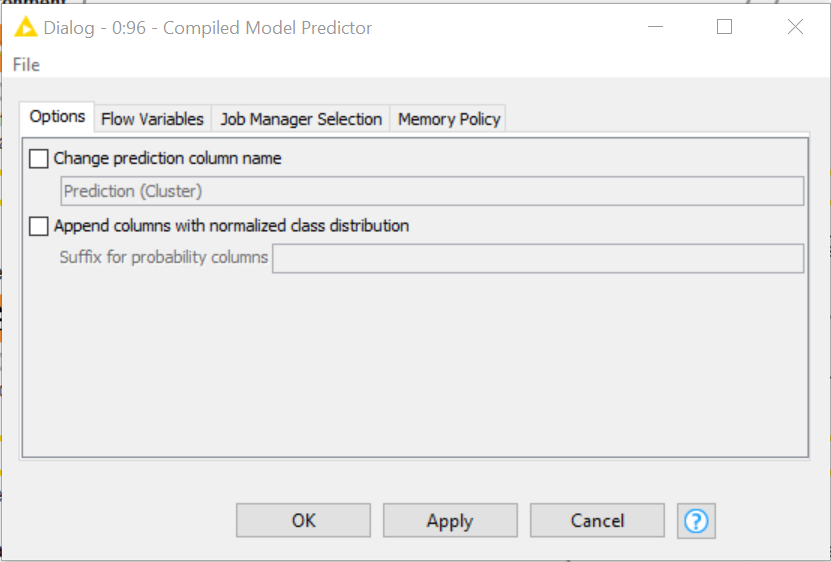 Dialog - 0:96 - Compiled Model Predictor
File
Options Flow Variables Job Manager Selection Memory Policy
Change prediction column name
Prediction (Cluster)
Append columns with normalized class distribution
Suffix for probability columns
OK Apply Cancel ?